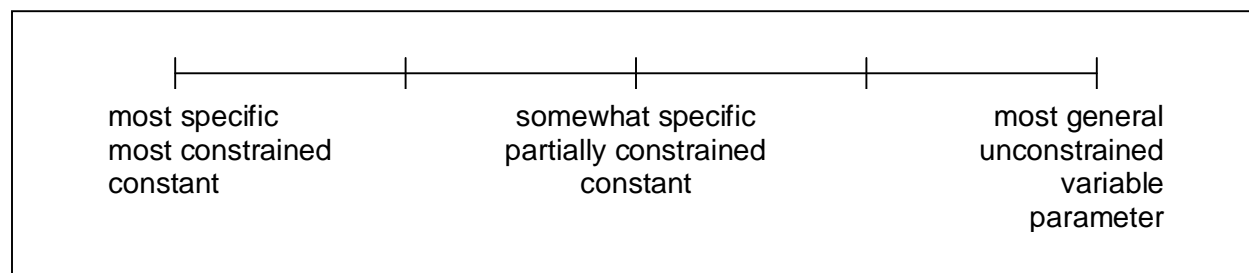 most specific
most constrained
constant
somewhat specific
partially constrained
constant
most general
unconstrained
variable
parameter